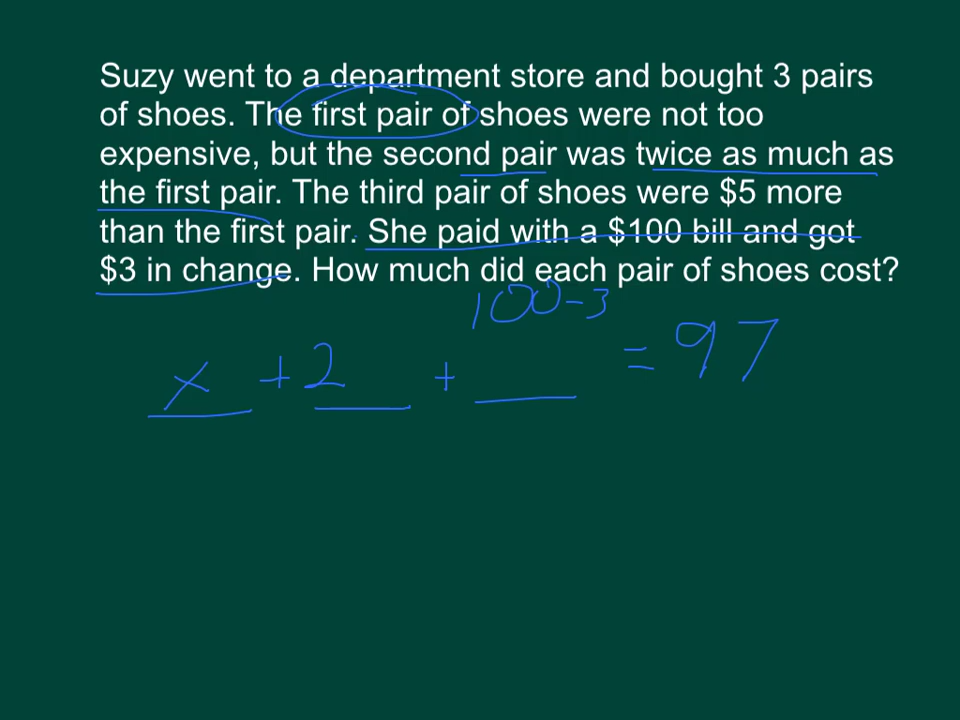 Suzy went to a department store and bought 3 pairs
of shoes. The first pair of shoes were not too
expensive, but the second pair was twice as much as
the first pair. The third pair of shoes were $5 more
than the first pair. She paid with a $100 bill and got
$3 in change. How much did each pair of shoes cost?
100-3
x + 2 + = 97